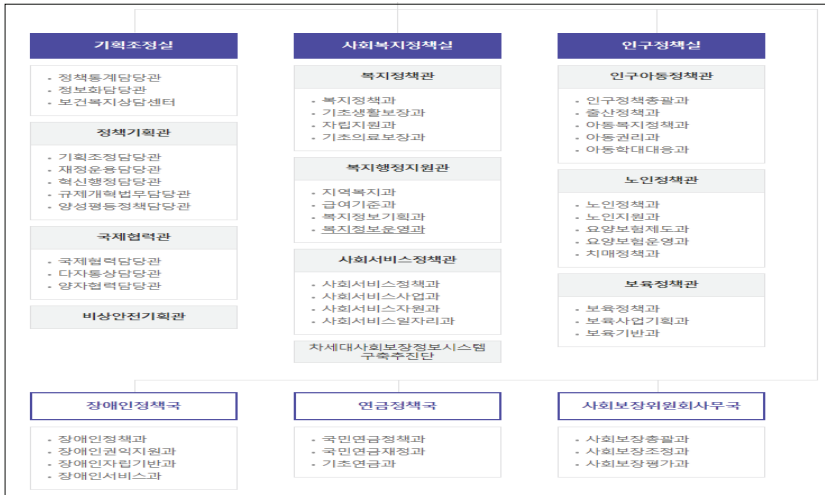 기획조정실
- 정책통계담당관
- 정보화담당관
- 보건복지상담센터
정책기획관
- 기획조정담당관
- 재정운용담당관
- 혁신행정담당관
- 규제개혁법무담당관
- 양성평등정책담당관
국제협력관
- 국제협력담당관
- 다자통상담당관
- 양자협력담당관
비상안전기획관
사회복지정책실
복지정책관
- 복지정책과
- 기초생활보장과
- 자립지원과
- 기초의료보장과
복지행정지원관
- 지역복지과
- 급여기준과
- 복지정보기획과
- 복지정보운영과
사회서비스정책관
- 사회서비스정책과
- 사회서비스사업과
- 사회서비스자원과
- 사회서비스일자리과
차세대사회보장정보시스템
구축추진단
인구정책실
인구아동정책관
- 인구정책총괄과
- 출산정책과
- 아동복지정책과
- 아동권리과
- 아동학대대응과
노인정책관
- 노인정책과
- 노인지원과
- 요양보험제도과
- 요양보험운영과
- 치매정책과
보육정책관
- 보육정책과
- 보육사업기획과
- 보육기반과
장애인정책국
- 장애인정책과
- 장애인권익지원과
- 장애인자립기반과
- 장애인서비스과
연금정책국
- 국민연금정책과
- 국민연금재정과
- 기초연금과
사회보장위원회사무국
- 사회보장총괄과
- 사회보장조정과
- 사회보장평가과